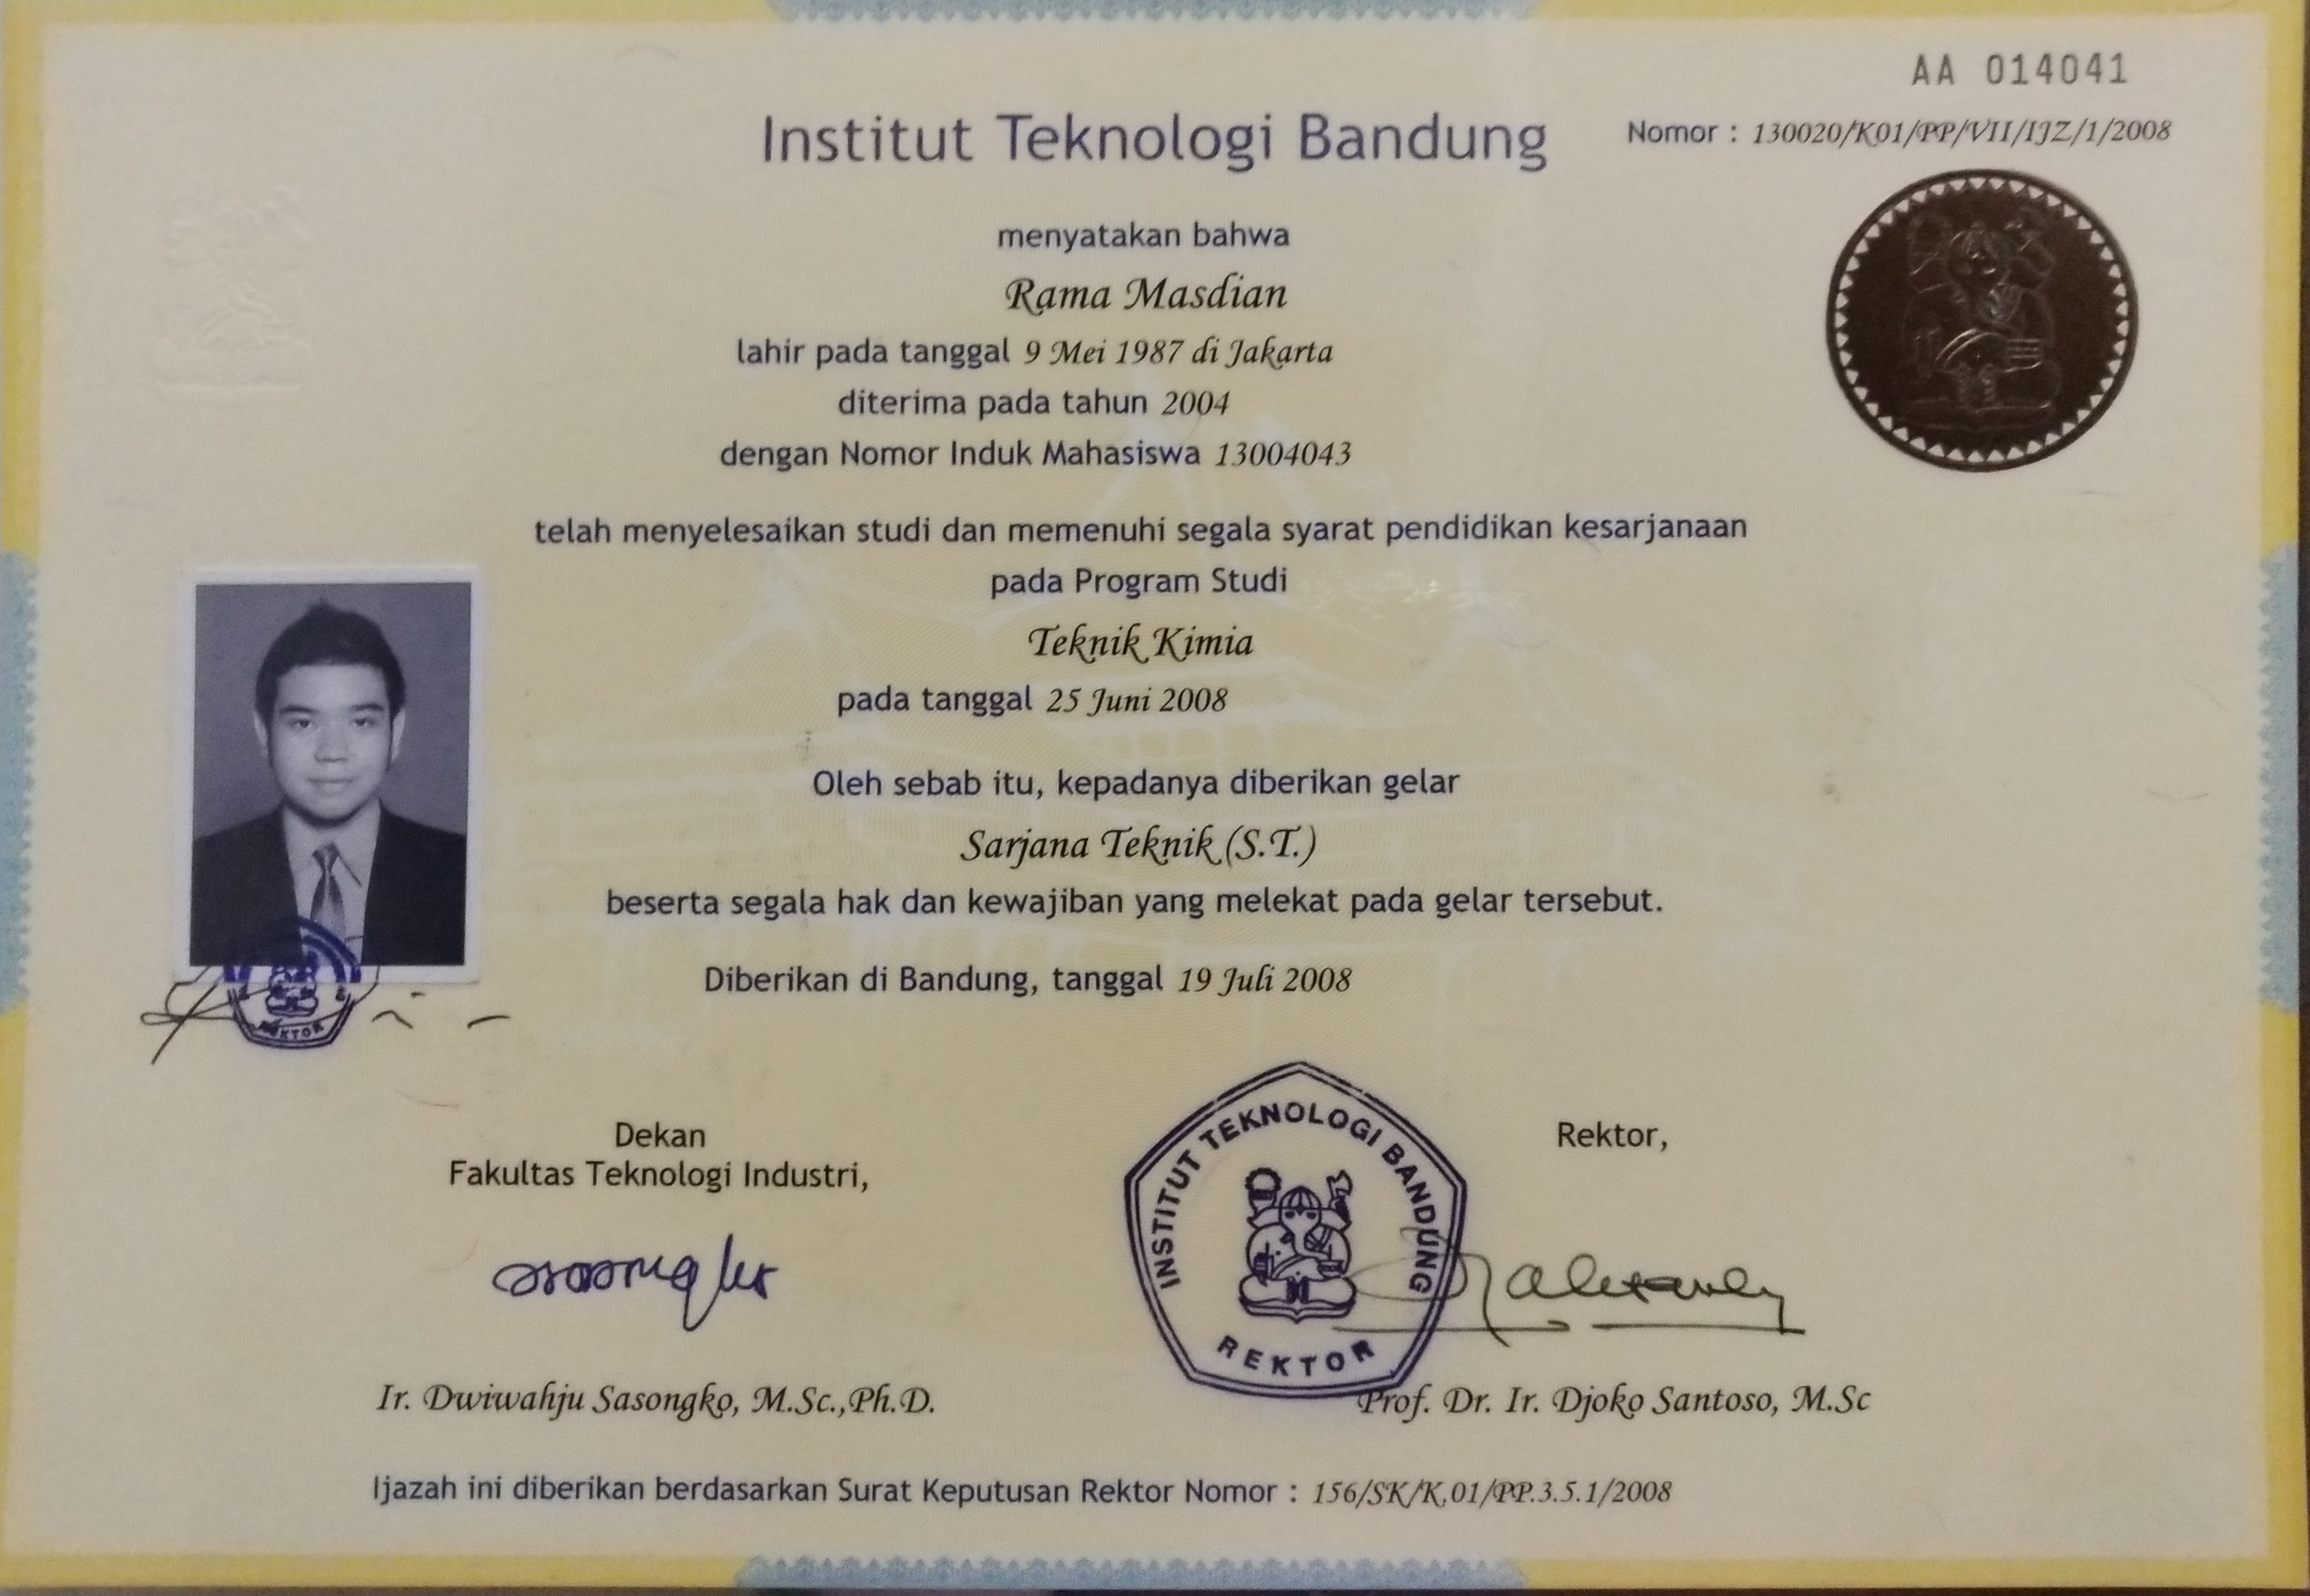 AA 014041
Institut Teknologi Bandung
Nomor : 130020/K01/PP/VII/IJZ/1/2008
menyatakan bahwa
Rama Masdian
lahir pada tanggal 9 Mei 1987 di Jakarta
diterima pada tahun 2004
dengan Nomor Induk Mahasiswa 13004043
telah menyelesaikan studi dan memenuhi segala syarat pendidikan kesarjanaan
pada Program Studi
Teknik Kimia
pada tanggal 25 Juni 2008
Oleh sebab itu, kepadanya diberikan gelar
Sarjana Teknik (S.T.)
beserta segala hak dan kewajiban yang melekat pada gelar tersebut.
Diberikan di Bandung, tanggal 19 Juli 2008
REKTOR
Dekan
Fakultas Teknologi Industri,
Rektor,
INSTITUT TEKNOLOGI BANDUNG
REKTOR
Ir. Dwiwahju Sasongko, M.Sc.,Ph.D.
Prof. Dr. Ir. Djoko Santoso, M.Sc
Ijazah ini diberikan berdasarkan Surat Keputusan Rektor Nomor : 156/SK/K.01/PP.3.5.1/2008